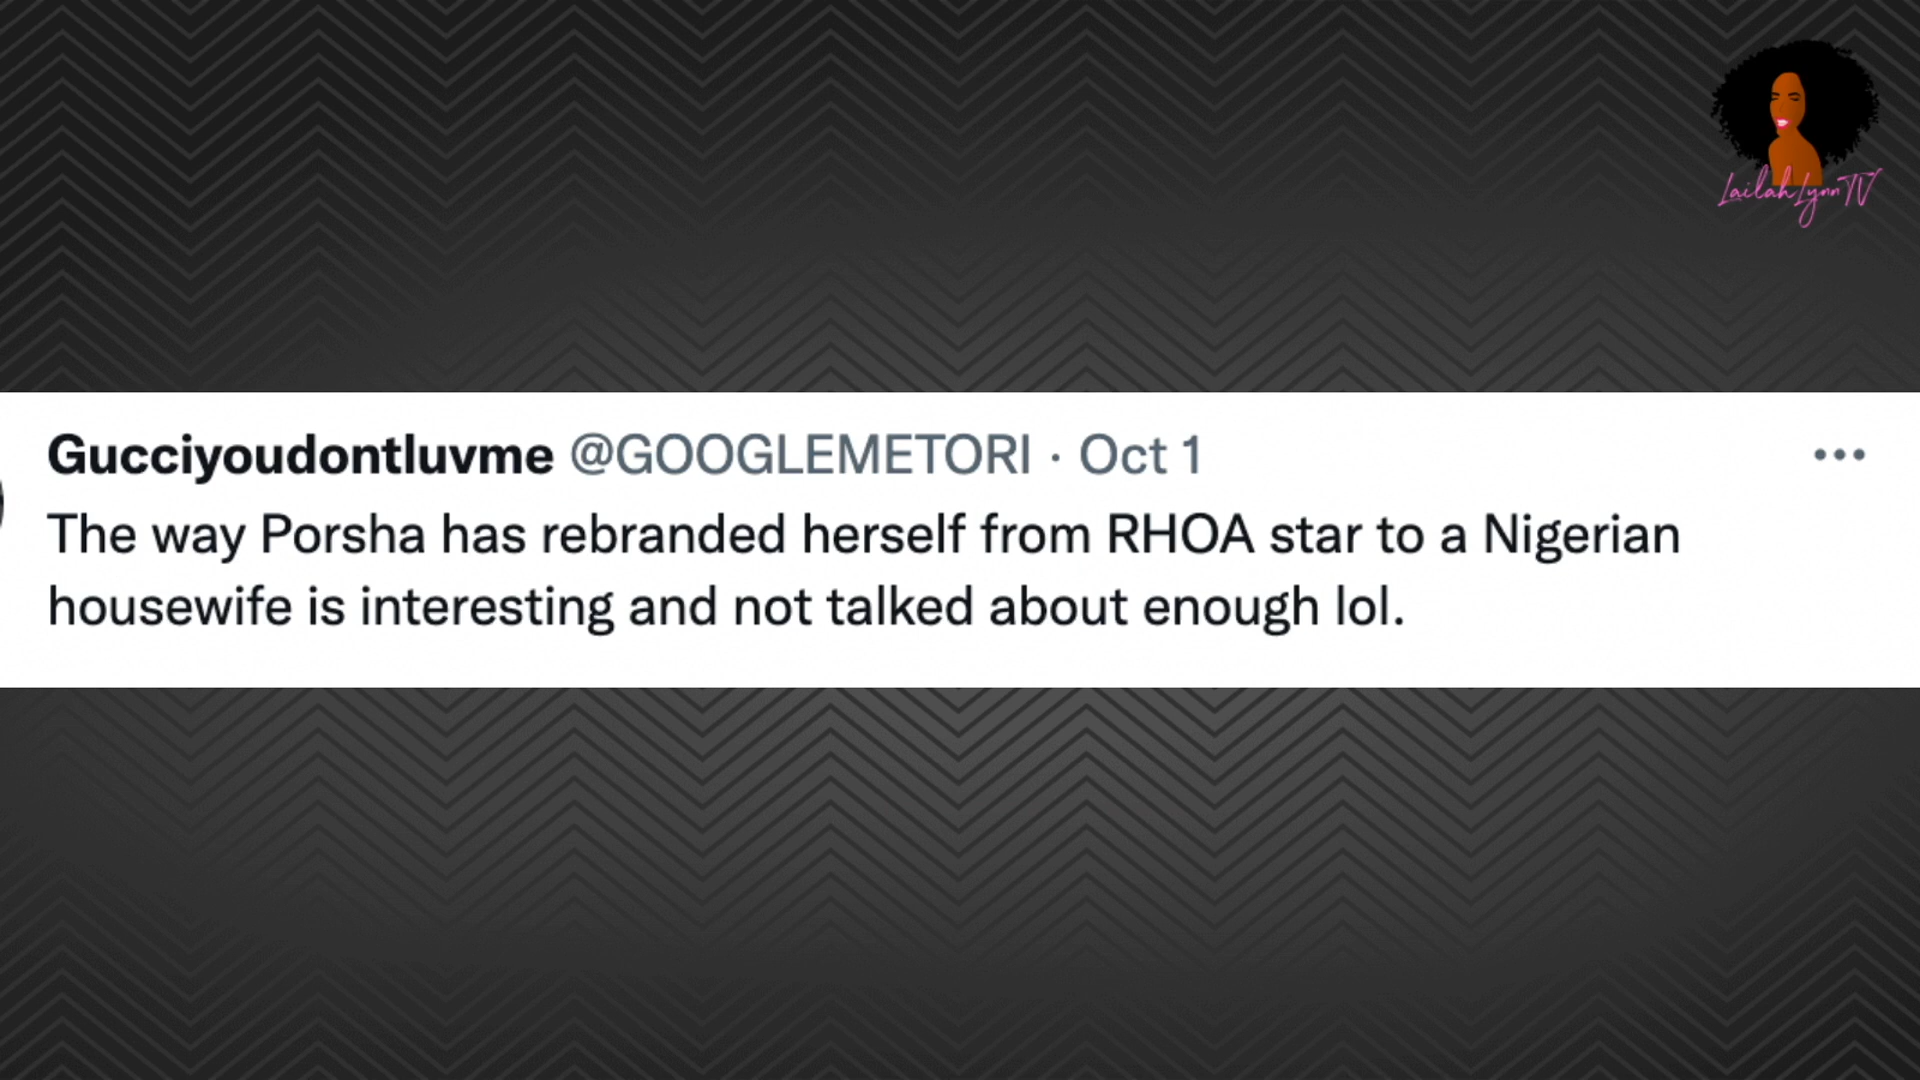 LailahLynnTV
Gucciyoudontluvme @GOOGLEMETORI · Oct 1
The way Porsha has rebranded herself from RHOA star to a Nigerian
housewife is interesting and not talked about enough lol.